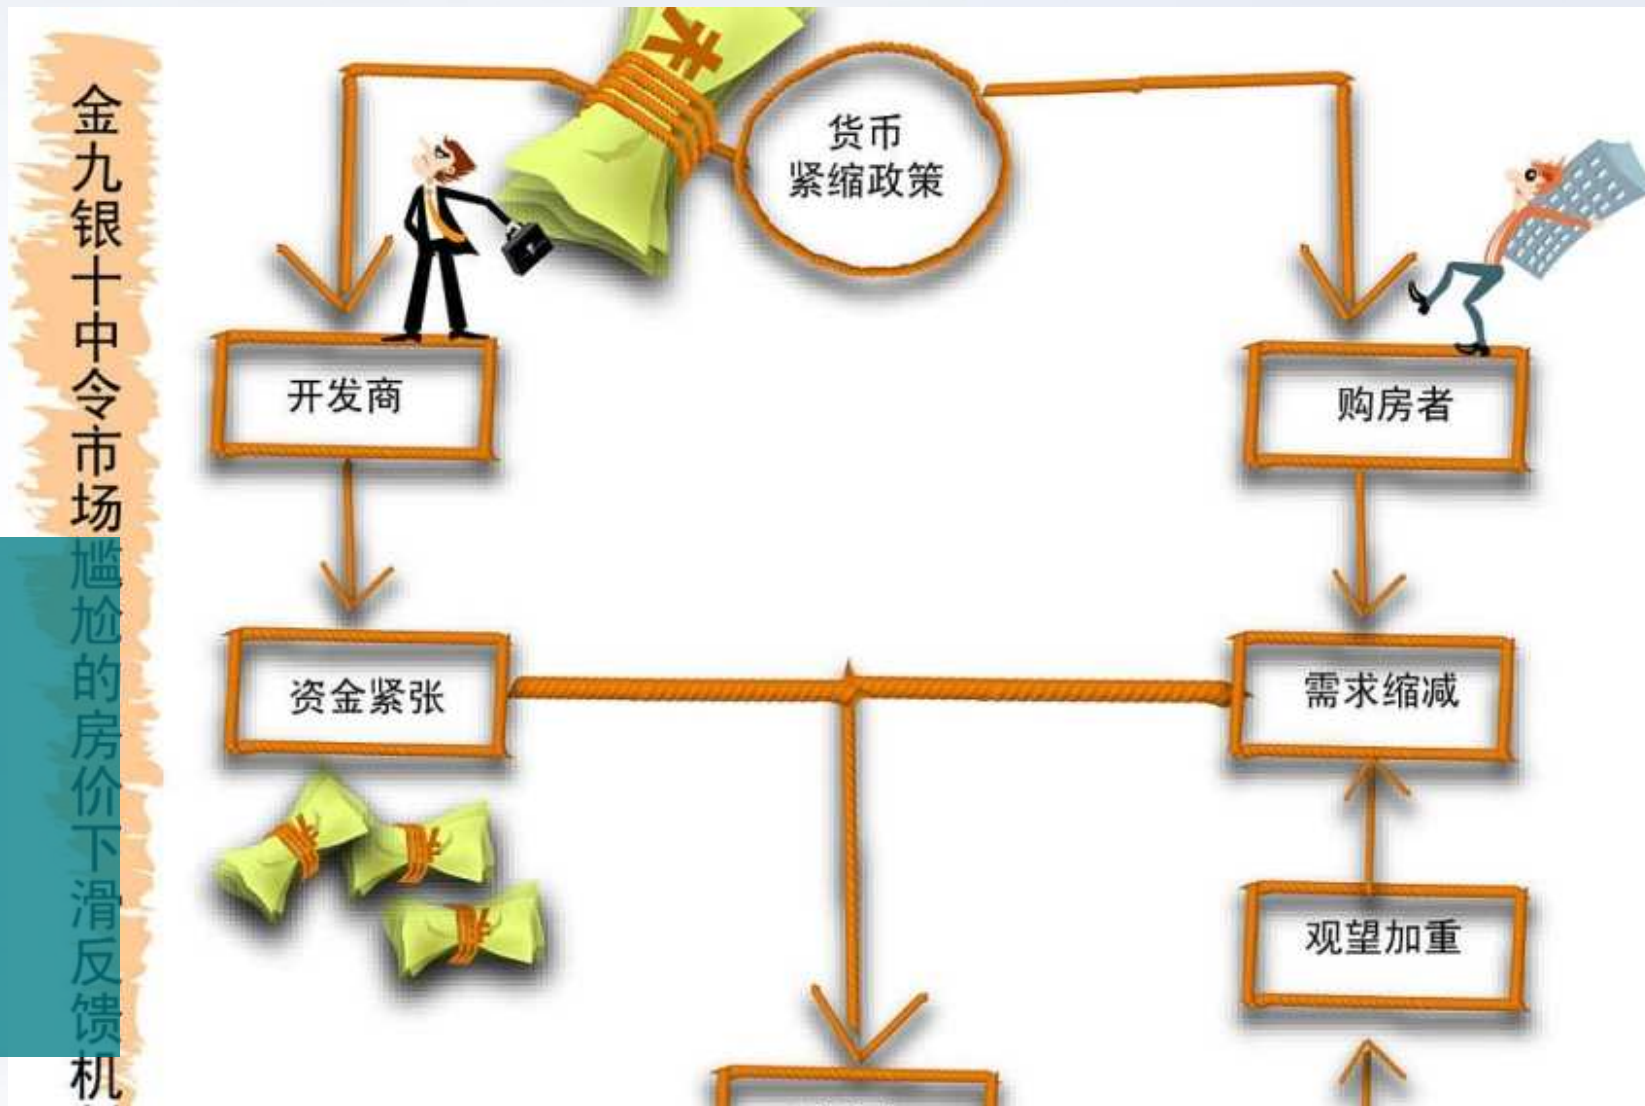 金九银十中令市场尴尬的房价下滑反馈机
货币
紧缩政策
开发商
购房者
资金紧张
需求缩减
观望加重